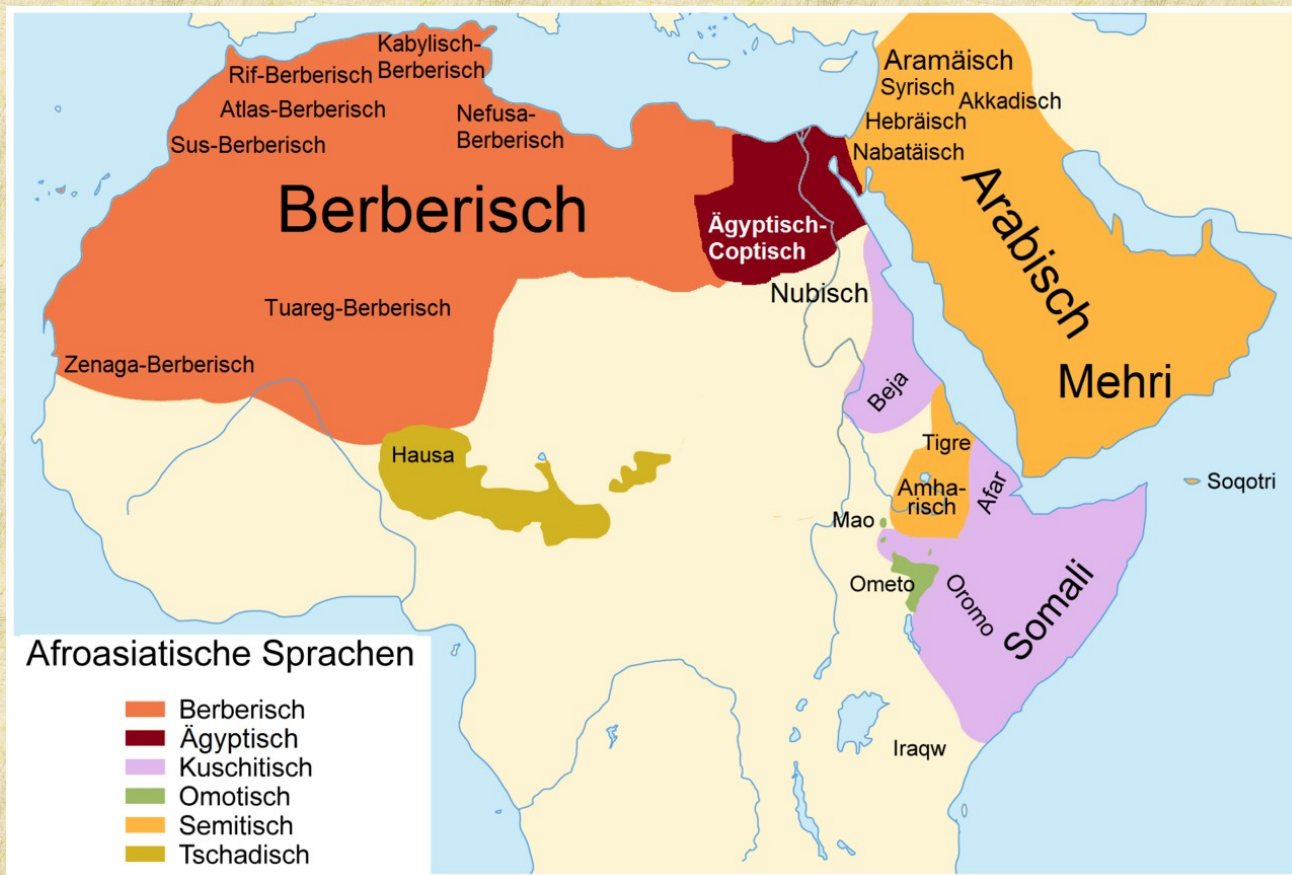 Kabylisch-
Berberisch
Rif-Berberisch
Atlas-Berberisch
Nefusa-
Berberisch
Sus-Berberisch
Berberisch
Tuareg-Berberisch
Zenaga-Berberisch
Ägyptisch-
Coptisch
Nubisch
Aramäisch
Syrisch
Akkadisch
Hebräisch
Nabatäisch
Arabisch
Mehri
Soqotri
Beja
Tigre
Amha-
risch
Afar
Mao
Ometo
Oromo
Somali
Iraqw
Hausa
Afroasiatische Sprachen
Berberisch
Ägyptisch
Kuschitisch
Omotisch
Semitisch
Tschadisch